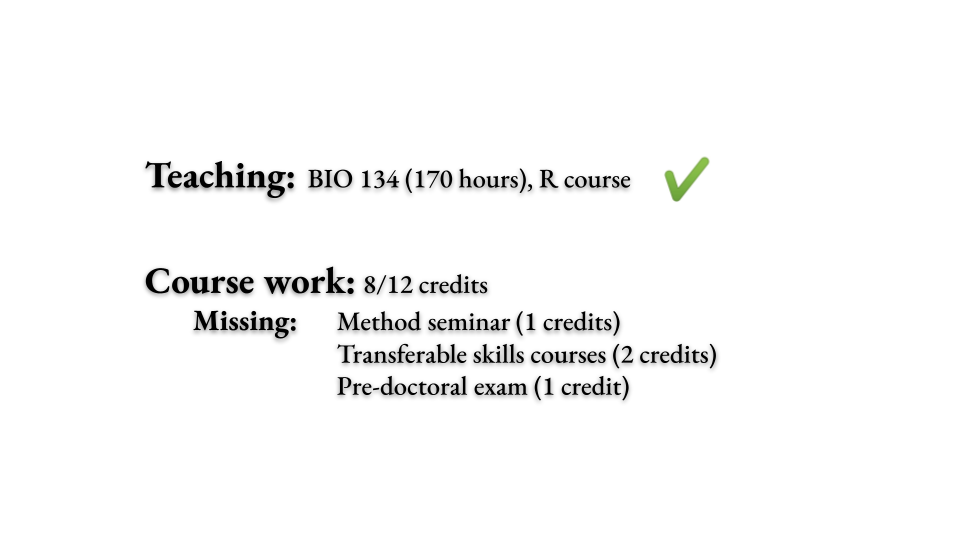 Teaching: BIO 134 (170 hours), R course
Course work: 8/12 credits
Missing: Method seminar (1 credits)
Transferable skills courses (2 credits)
Pre-doctoral exam (1 credit)